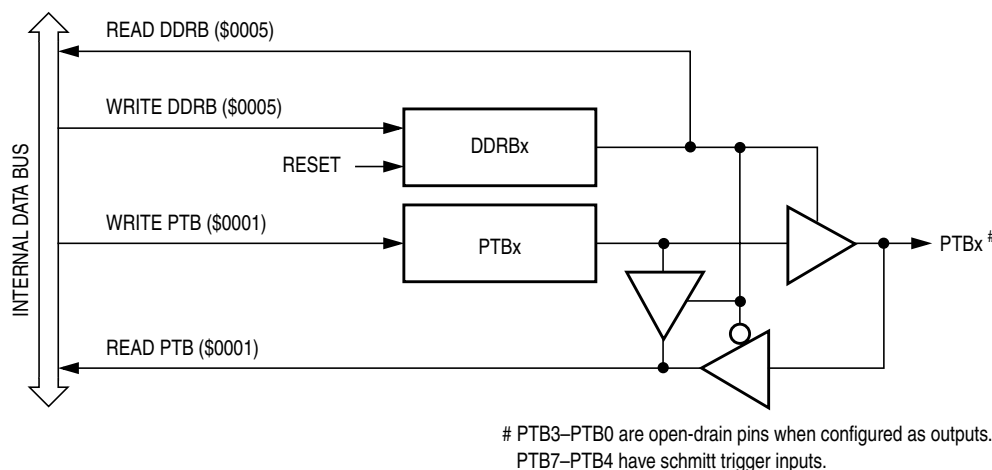 READ DDRB ($0005)
WRITE DDRB ($0005)
RESET
DDRBx
WRITE PTB ($0001)
PTBx
PTBx #
READ PTB ($0001)
INTERNAL DATA BUS
# PTB3–PTB0 are open-drain pins when configured as outputs.
PTB7–PTB4 have schmitt trigger inputs.